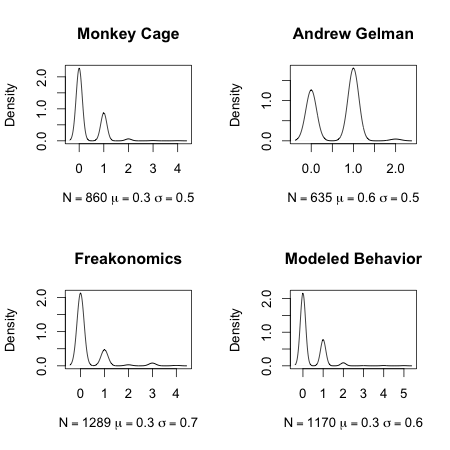 Monkey Cage
Density
0.0 1.0 2.0
0 1 2 3 4
N = 860 μ = 0.3 σ = 0.5
Andrew Gelman
Density
0.0 1.0
0.0 1.0 2.0
N = 635 μ = 0.6 σ = 0.5
Freakonomics
Density
0.0 1.0 2.0
0 1 2 3 4
N = 1289 μ = 0.3 σ = 0.7
Modeled Behavior
Density
0.0 1.0 2.0
0 1 2 3 4 5
N = 1170 μ = 0.3 σ = 0.6